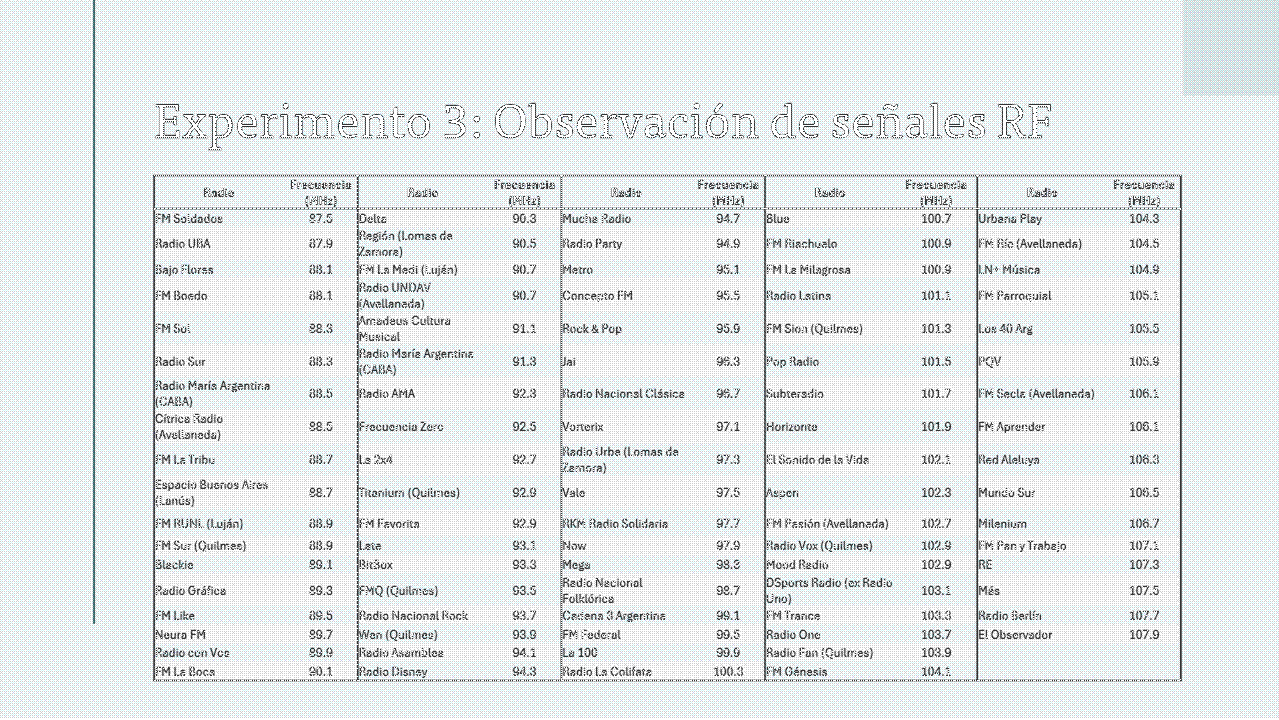 Experimento 3: Observación de señales RF
Radio Frecuencia (MHz) Radio Frecuencia (MHz) Radio Frecuencia (MHz) Radio Frecuencia (MHz) Radio Frecuencia (MHz)
FM Soldados 87.5 Delta 90.3 Mucha Radio 94.7 Blue 100.7 Urbana Play 104.3
Radio UBA 87.9 Región (Lomas de Zamora) 90.5 Radio Party 94.9 FM Riachuelo 100.9 FM Río (Avellaneda) 104.5
Bajo Flores 88.1 FM La Medi (Luján) 90.7 Metro 95.1 FM La Milagrosa 100.9 LN+ Música 104.9
FM Boedo 88.1 Radio UNDAV (Avellaneda) 90.7 Concepto FM 95.5 Radio Latina 101.1 FM Parroquial 105.1
FM Sol 88.3 Amadeus Cultura Musical 91.1 Rock & Pop 95.9 FM Sion (Quilmes) 101.3 Los 40 Arg 105.5
Radio Sur 88.3 Radio María Argentina (CABA) 91.3 Jai 96.3 Pop Radio 101.5 PQV 105.9
Radio María Argentina (CABA) 88.5 Radio AMA 92.3 Radio Nacional Clásica 96.7 Subteradio 101.7 FM Secla (Avellaneda) 106.1
Cítrica Radio (Avellaneda) 88.5 Frecuencia Zero 92.5 Vorterix 97.1 Horizonte 101.9 FM Aprender 106.1
FM La Tribu 88.7 La 2x4 92.7 Radio Urbe (Lomas de Zamora) 97.3 El Sonido de la Vida 102.1 Red Aleluya 106.3
Espacio Buenos Aires (Lanús) 88.7 Titanium (Quilmes) 92.9 Vale 97.5 Aspen 102.3 Mundo Sur 106.5
FM RUNL (Luján) 88.9 FM Favorita 92.9 RKM Radio Solidaria 97.7 FM Pasión (Avellaneda) 102.7 Milenium 106.7
FM Sur (Quilmes) 88.9 Late 93.1 Now 97.9 Radio Vox (Quilmes) 102.9 FM Pan y Trabajo 107.1
Blackie 89.1 BitBox 93.3 Mega 98.3 Mood Radio 102.9 RE 107.3
Radio Gráfica 89.3 FMQ (Quilmes) 93.5 Radio Nacional Folklórica 98.7 DSports Radio (ex Radio Uno) 103.1 Más 107.5
FM Like 89.5 Radio Nacional Rock 93.7 Cadena 3 Argentina 99.1 FM Trance 103.3 Radio Berlín 107.7
Neura FM 89.7 Wen (Quilmes) 93.9 FM Federal 99.5 Radio One 103.7 El Observador 107.9
Radio con Vos 89.9 Radio Asamblea 94.1 La 100 99.9 Radio Fan (Quilmes) 103.9
FM La Boca 90.1 Radio Disney 94.3 Radio La Colifata 100.3 FM Génesis 104.1